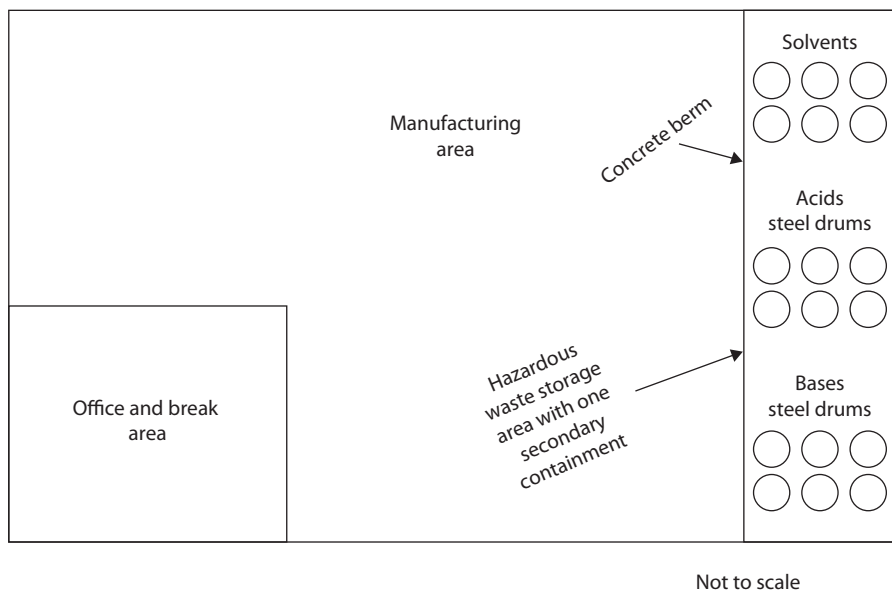 Solvents
Manufacturing
area
Concrete berm
Acids
steel drums
Hazardous
waste storage
area with one
secondary
containment
Office and break
area
Bases
steel drums
Not to scale